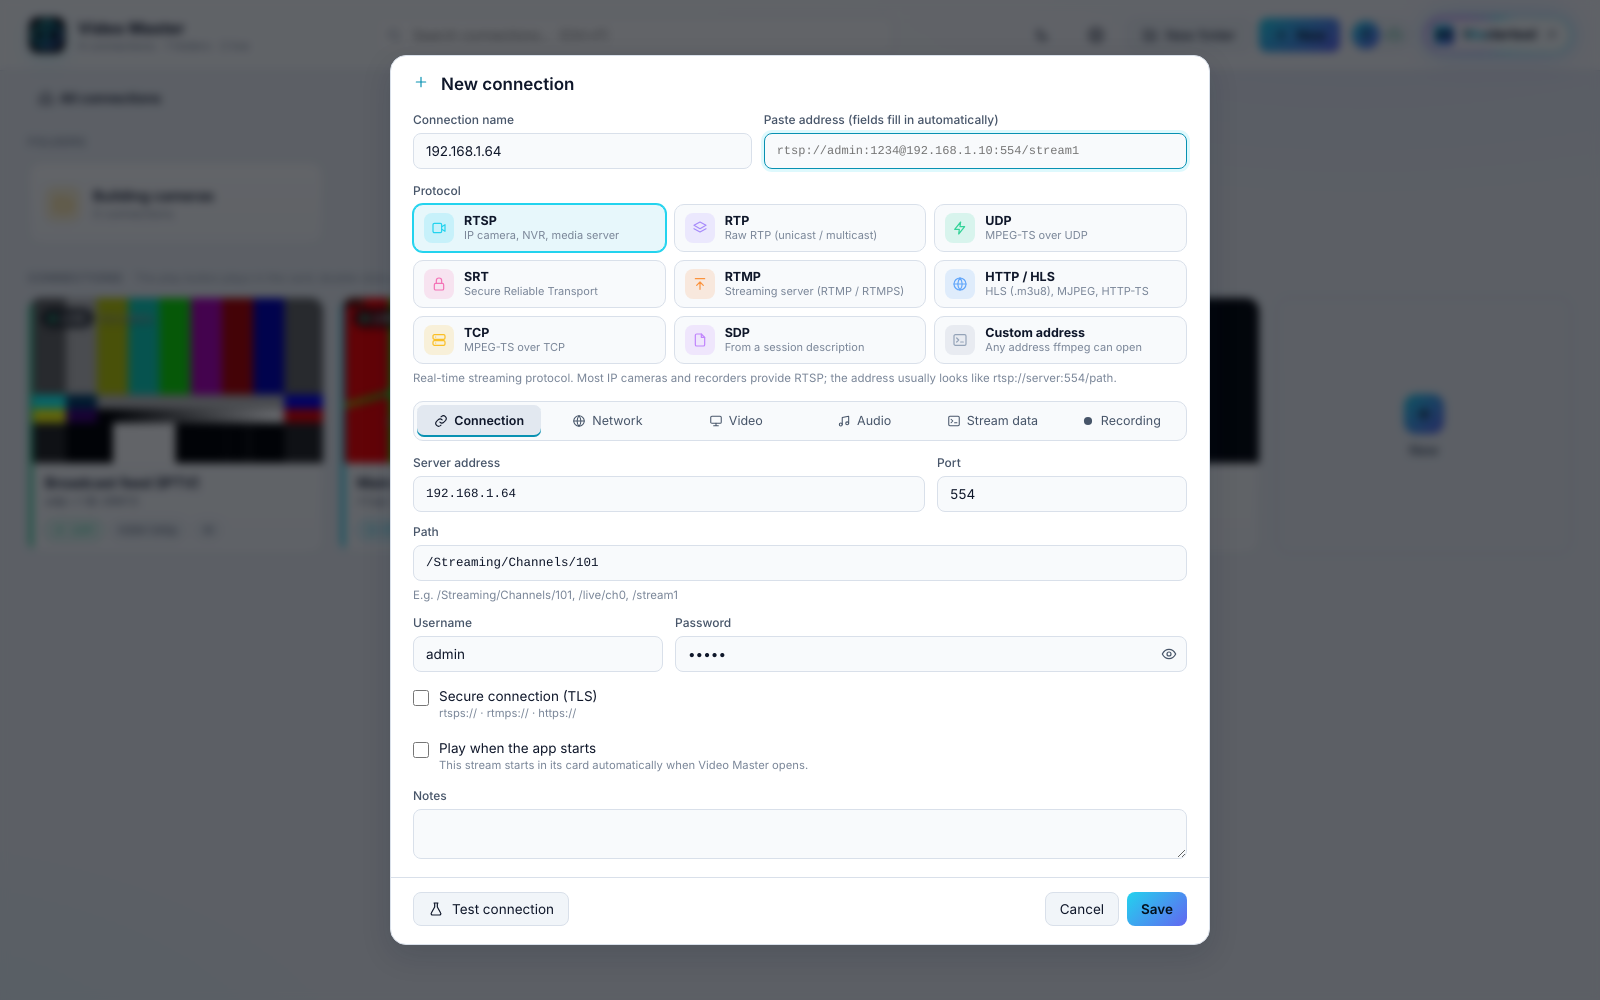 Video Master
New connection
Connection name
Paste address (fields fill in automatically)
192.168.1.64
rtsp://admin:1234@192.168.1.10:554/stream1
Protocol
RTSP
IP camera, NVR, media server
RTP
Raw RTP (unicast / multicast)
UDP
MPEG-TS over UDP
SRT
Secure Reliable Transport
RTMP
Streaming server (RTMP / RTMPS)
HTTP / HLS
HLS (.m3u8), MJPEG, HTTP-TS
TCP
MPEG-TS over TCP
SDP
From a session description
Custom address
Any address ffmpeg can open
Real-time streaming protocol. Most IP cameras and recorders provide RTSP; the address usually looks like rtsp://server:554/path.
Connection
Network
Video
Audio
Stream data
Recording
Server address
Port
192.168.1.64
554
Path
/Streaming/Channels/101
E.g. /Streaming/Channels/101, /live/ch0, /stream1
Username
Password
admin
•••••
Secure connection (TLS)
rtsps:// · rtmps:// · https://
Play when the app starts
This stream starts in its card automatically when Video Master opens.
Notes
Test connection
Cancel
Save
All connections
Building cameras